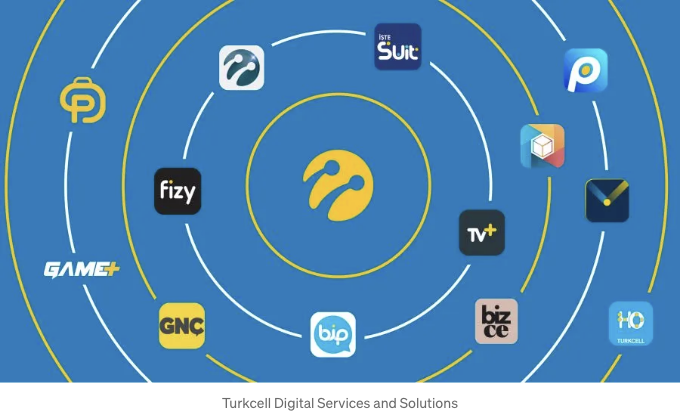 İŞTE
SUit
fizy
TV+
GAME+
GNÇ
bip
biz
ce
HO
TURKCELL
Turkcell Digital Services and Solutions